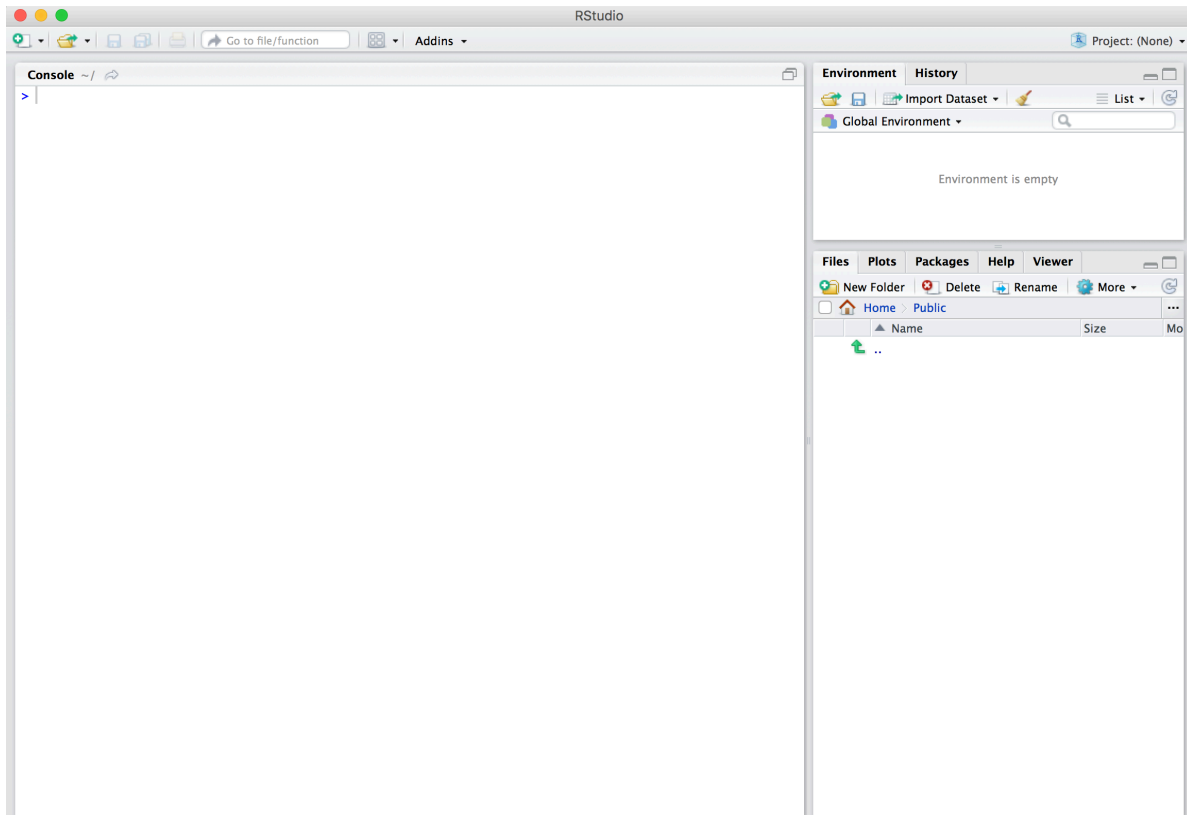 RStudio
Go to file/function Addins Project: (None)
Console ~/
>
Environment History
Import Dataset List
Global Environment
Environment is empty
Files Plots Packages Help Viewer
New Folder Delete Rename More
Home Public ...
Name Size Mo
..